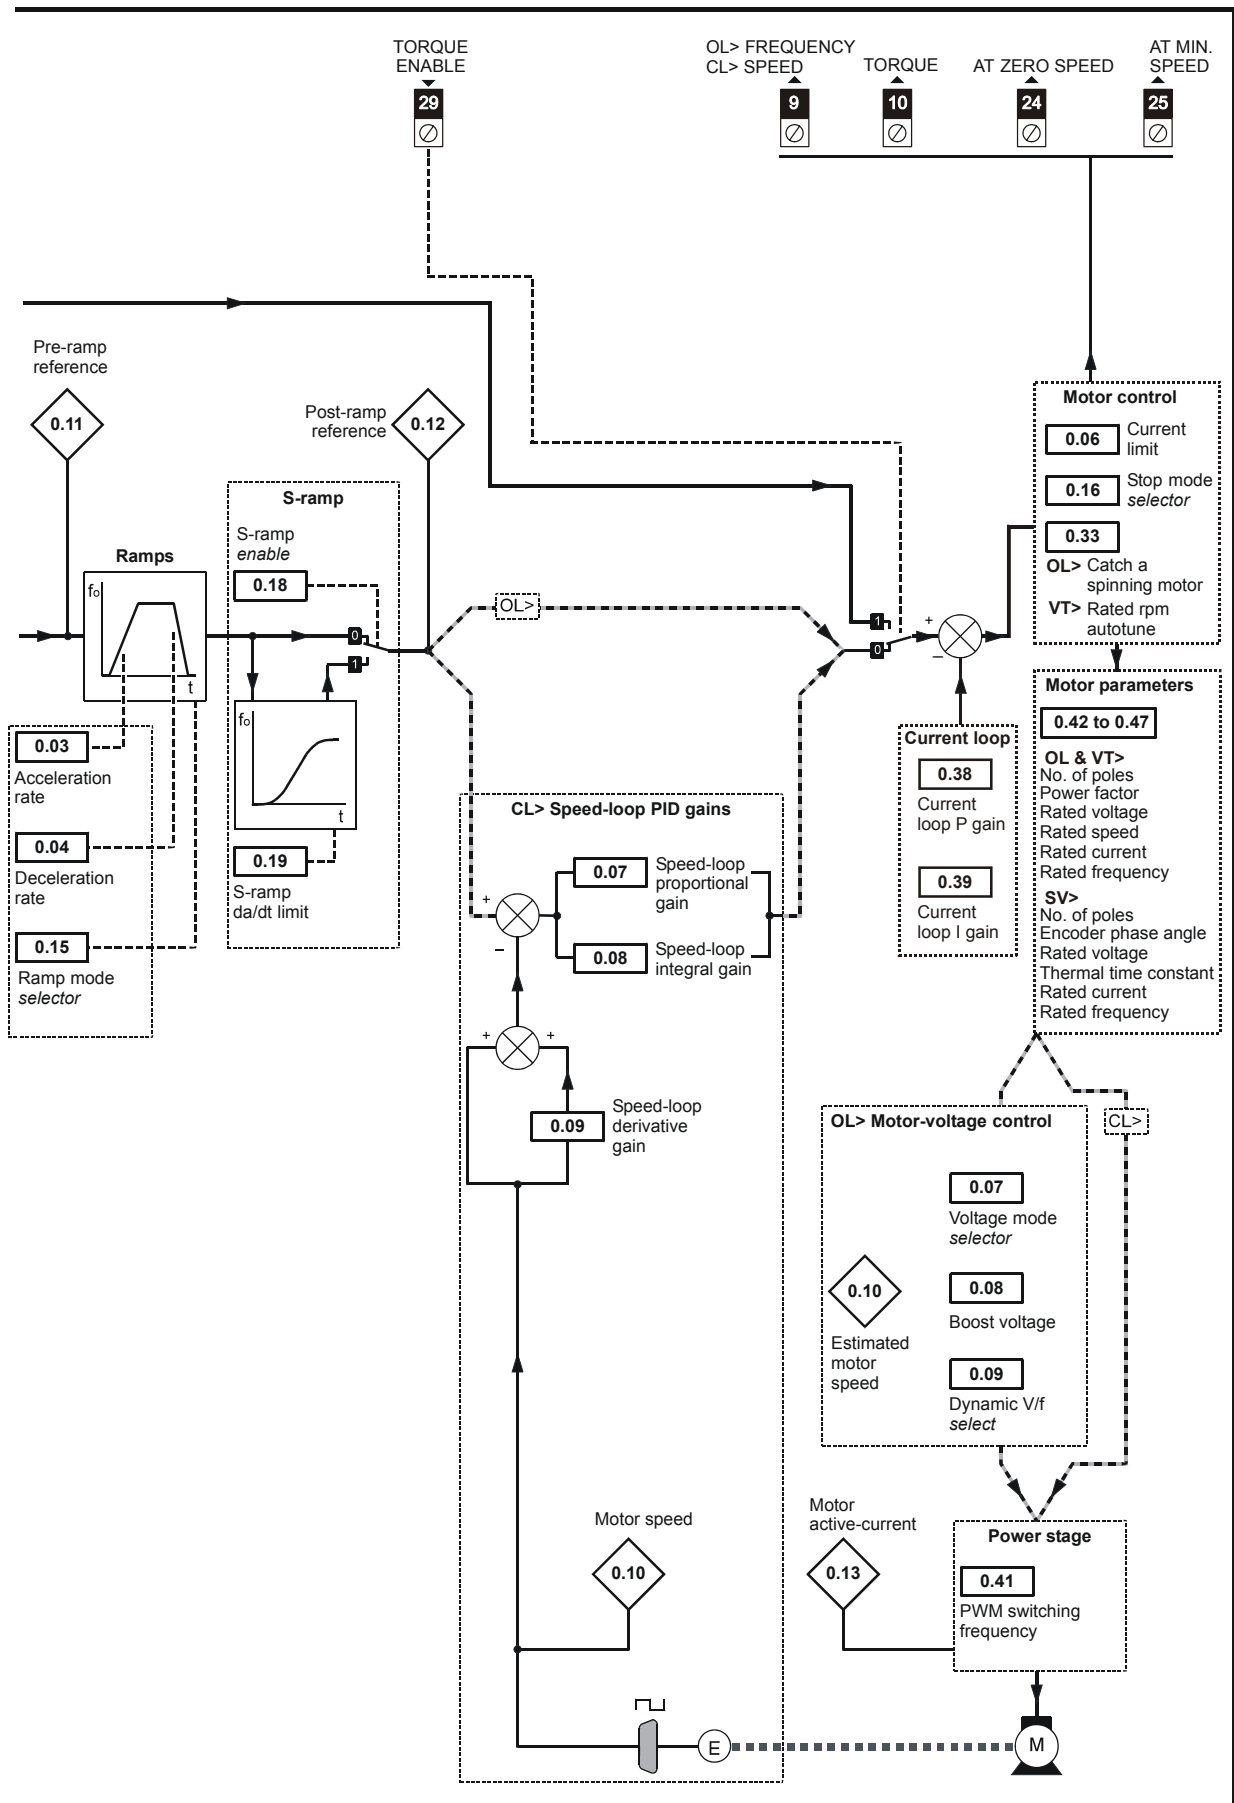 TORQUE
ENABLE
29
OL> FREQUENCY
CL> SPEED
9
TORQUE
10
AT ZERO SPEED
24
AT MIN.
SPEED
25
Pre-ramp
reference
0.11
Post-ramp
reference
0.12
Ramps
fo
t
0.03
Acceleration
rate
0.04
Deceleration
rate
0.15
Ramp mode
selector
S-ramp
S-ramp
enable
0.18
0
1
fo
t
0.19
S-ramp
da/dt limit
OL>
CL> Speed-loop PID gains
+
−
0.07
Speed-loop
proportional
gain
0.08
Speed-loop
integral gain
+
+
0.09
Speed-loop
derivative
gain
Motor speed
0.10
E
1
0
+
−
Current loop
0.38
Current
loop P gain
0.39
Current
loop I gain
Motor control
0.06
Current
limit
0.16
Stop mode
selector
0.33
OL> Catch a
spinning motor
VT> Rated rpm
autotune
Motor parameters
0.42 to 0.47
OL & VT>
No. of poles
Power factor
Rated voltage
Rated speed
Rated current
Rated frequency
SV>
No. of poles
Encoder phase angle
Rated voltage
Thermal time constant
Rated current
Rated frequency
OL> Motor-voltage control
CL>
0.07
Voltage mode
selector
0.10
Estimated
motor
speed
0.08
Boost voltage
0.09
Dynamic V/f
select
Motor
active-current
0.13
Power stage
0.41
PWM switching
frequency
M